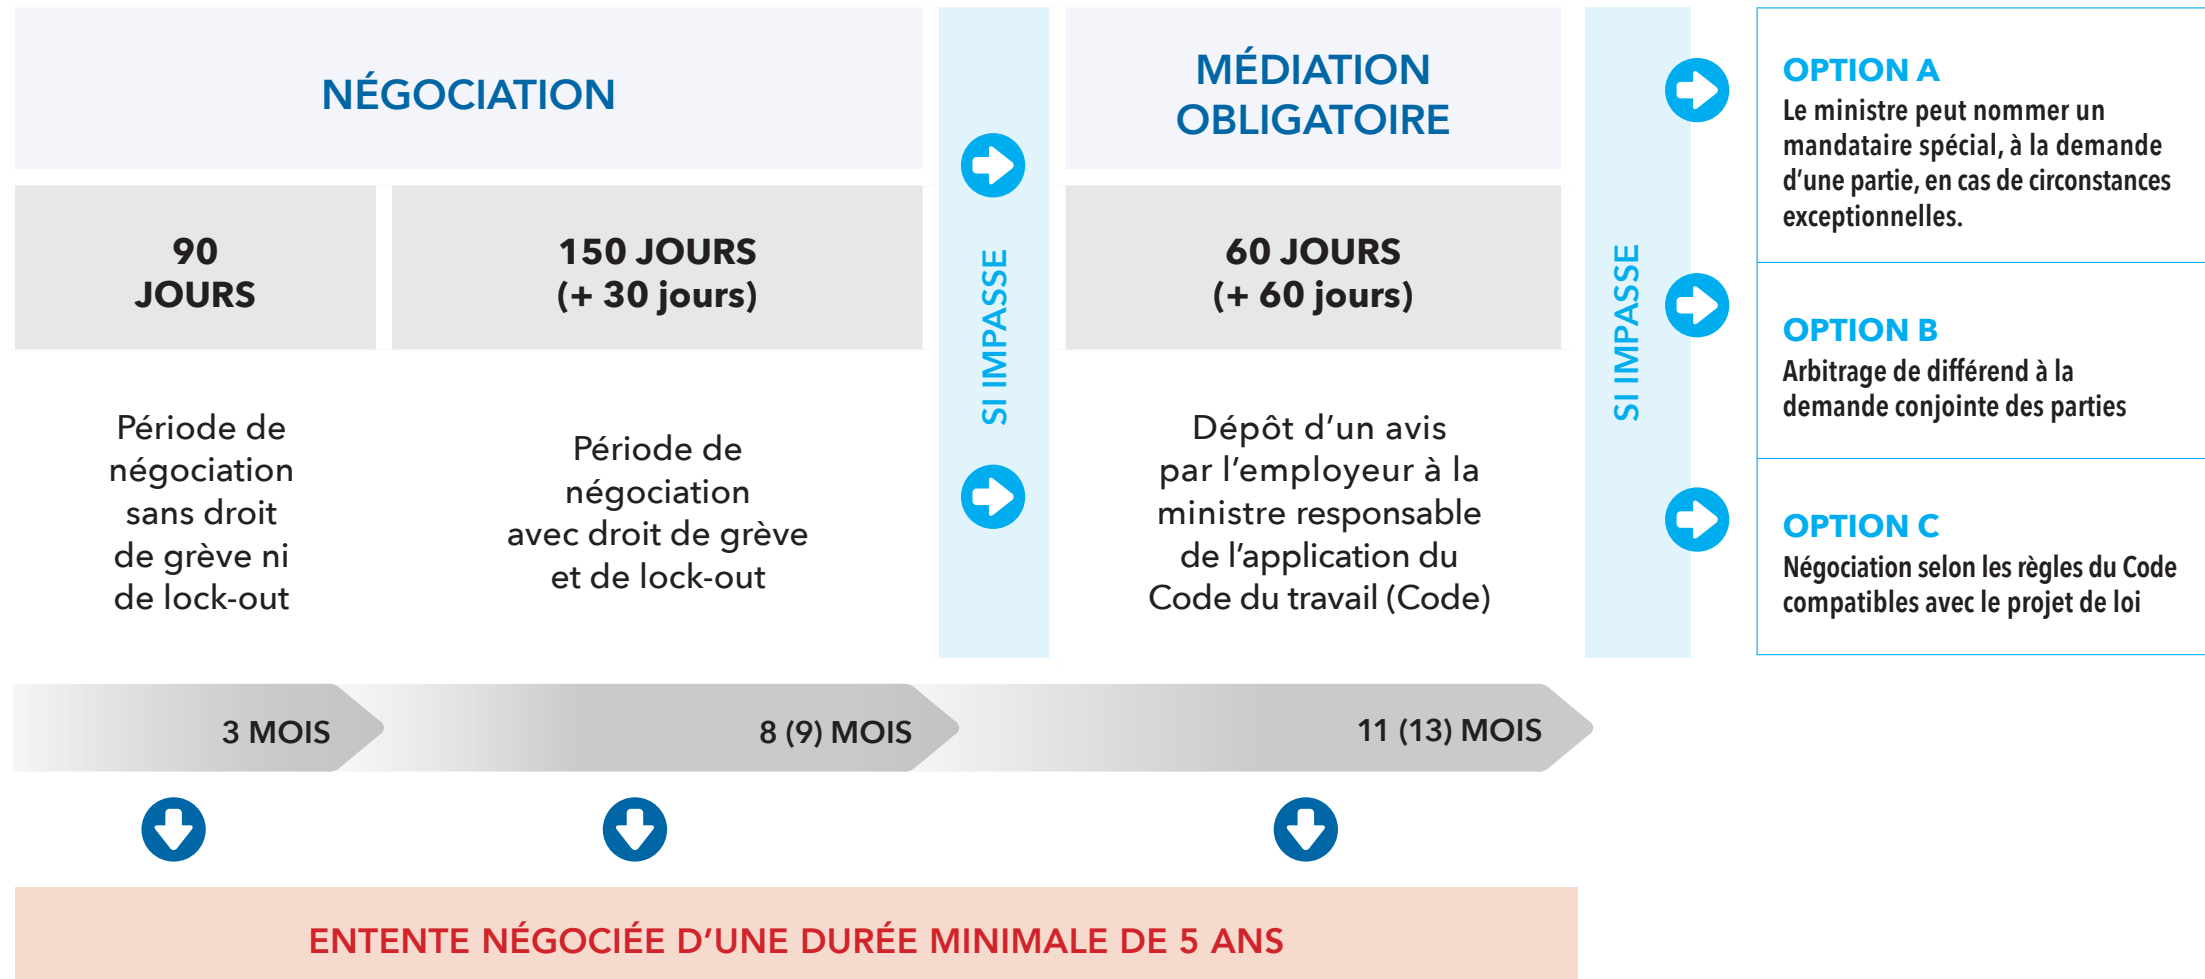 NÉGOCIATION
90
JOURS
150 JOURS
(+ 30 jours)
Période de
négociation
sans droit
de grève ni
de lock-out
Période de
négociation
avec droit de grève
et de lock-out
SI IMPASSE
MÉDIATION
OBLIGATOIRE
60 JOURS
(+ 60 jours)
Dépôt d’un avis
par l’employeur à la
ministre responsable
de l’application du
Code du travail (Code)
SI IMPASSE
OPTION A
Le ministre peut nommer un
mandataire spécial, à la demande
d’une partie, en cas de circonstances
exceptionnelles.
OPTION B
Arbitrage de différend à la
demande conjointe des parties
OPTION C
Négociation selon les règles du Code
compatibles avec le projet de loi
3 MOIS
8 (9) MOIS
11 (13) MOIS
ENTENTE NÉGOCIÉE D’UNE DURÉE MINIMALE DE 5 ANS